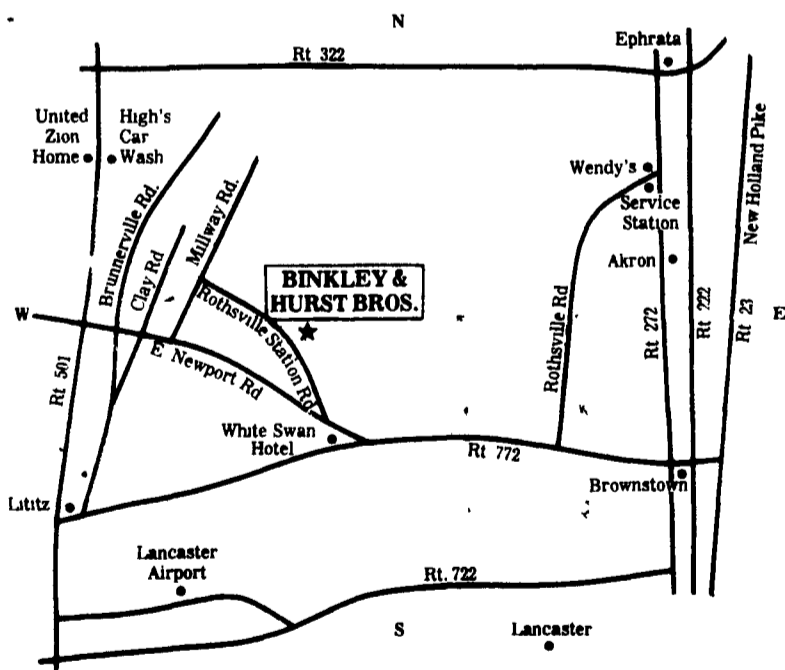 N
Ephrata
Rt 322
United
Zion
Home
High's
Car
Wash
New Holland Pike
Wendy's
Service
Station
Brunnerville Rd.
Millway Rd.
Clay Rd
Akron
BINKLEY &
HURST BROS.
Rothsville Station Rd.
Rothsville Rd
Rt 272
Rt 222
Rt 23
W
E
E Newport Rd
Rt 501
White Swan
Hotel
Rt 772
Brownstown
Lititz
Lancaster
Airport
Rt. 722
S
Lancaster